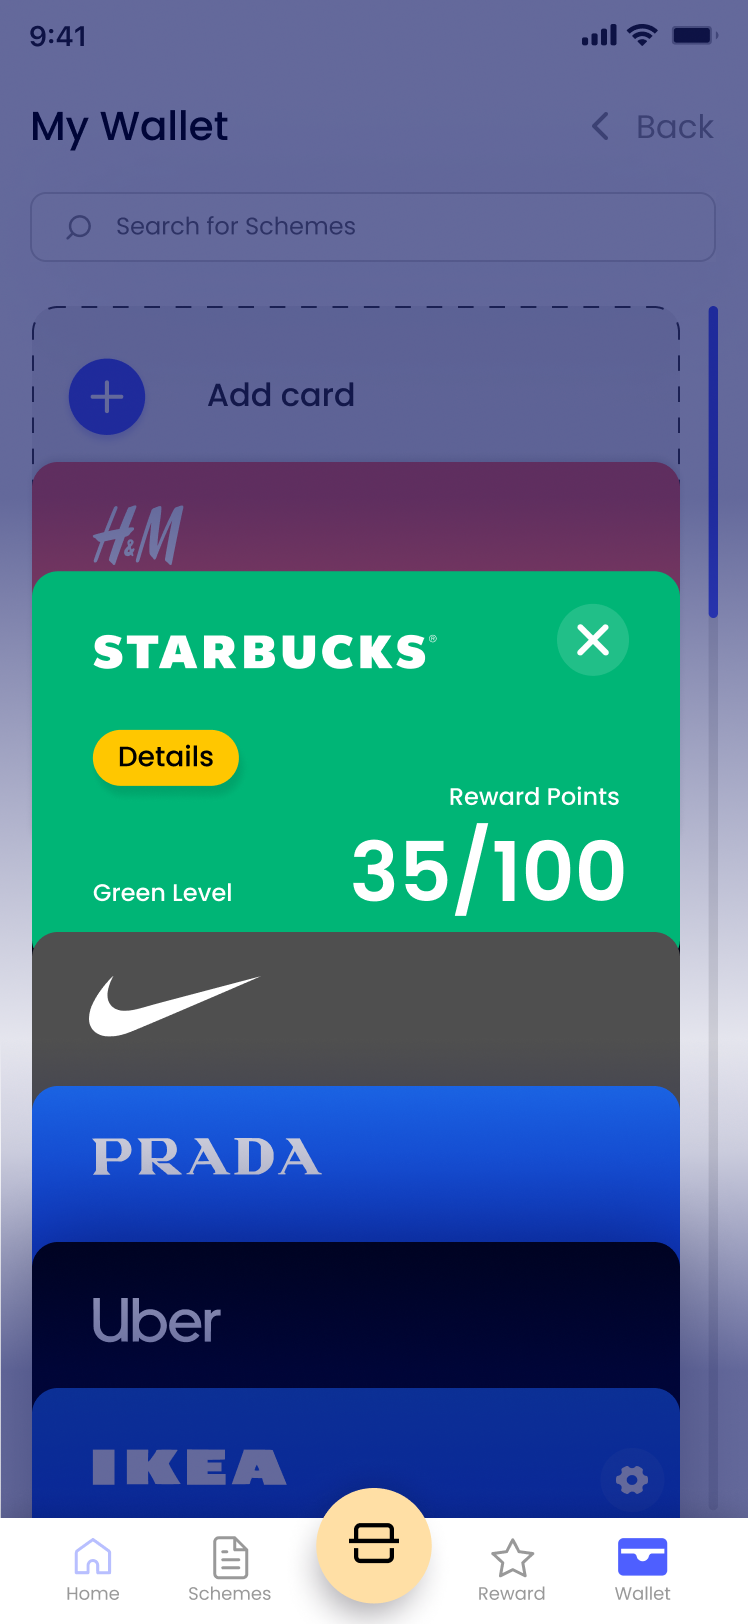 9:41
My Wallet
Back
Search for Schemes
Add card
H&M
STARBUCKS®
Details
Reward Points
35/100
Green Level
PRADA
Uber
IKEA
Home
Schemes
Reward
Wallet